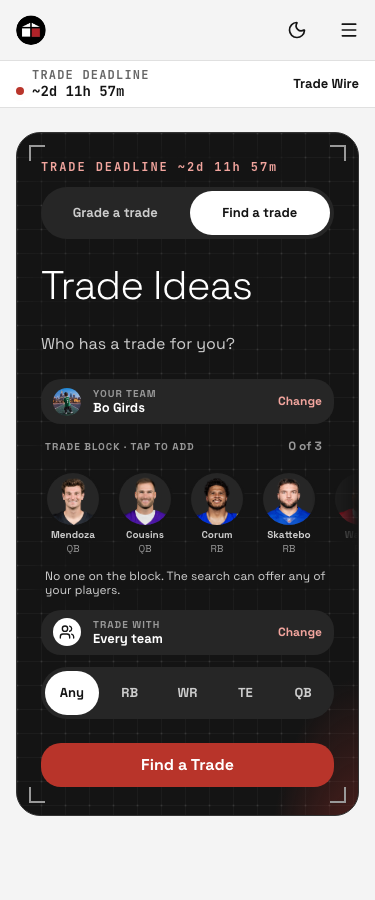 TRADE DEADLINE
~2d 11h 57m
Trade Wire
TRADE DEADLINE ~2d 11h 57m
Grade a trade
Find a trade
Trade Ideas
Who has a trade for you?
YOUR TEAM
Bo Girds
Change
TRADE BLOCK · TAP TO ADD
0 of 3
Mendoza
QB
Cousins
QB
Corum
RB
Skattebo
RB
No one on the block. The search can offer any of
your players.
TRADE WITH
Every team
Change
Any
RB
WR
TE
QB
Find a Trade